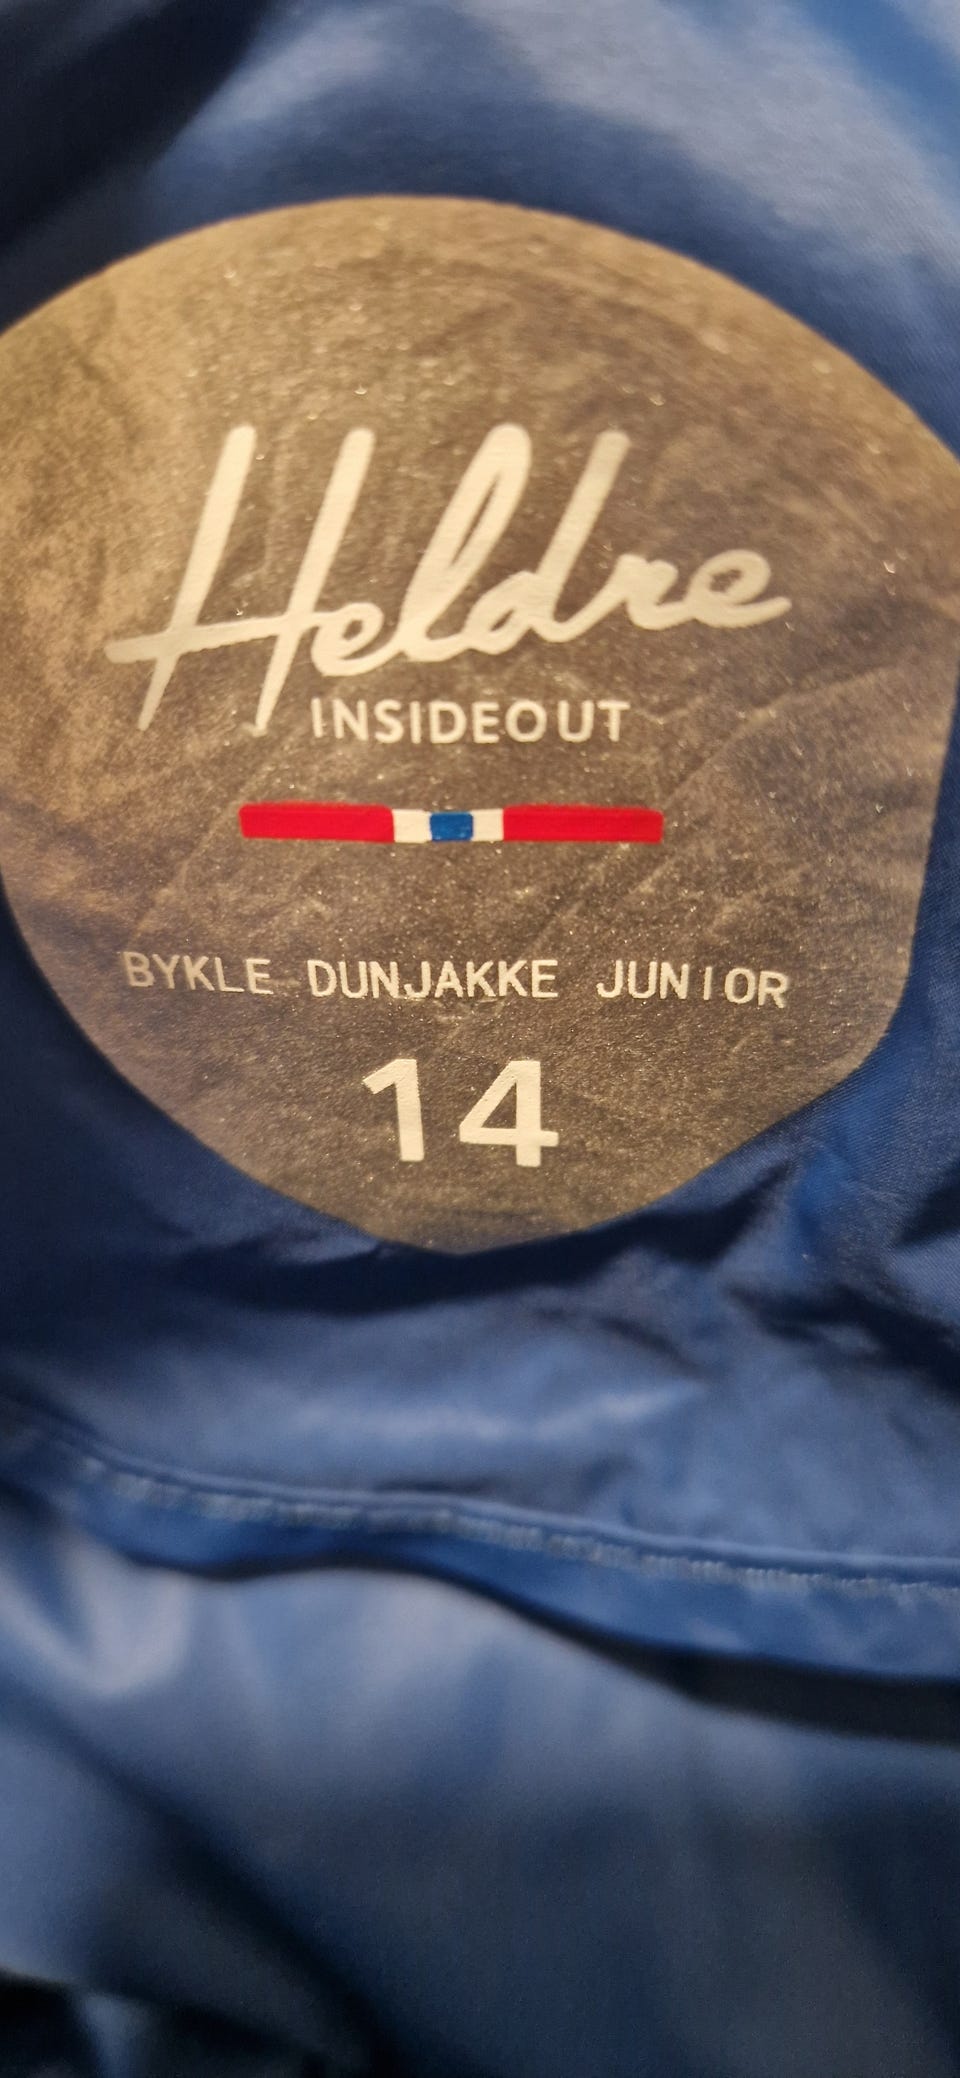 Heldre
INSIDEOUT
BYKLE DUNJAKKE JUNIOR
14